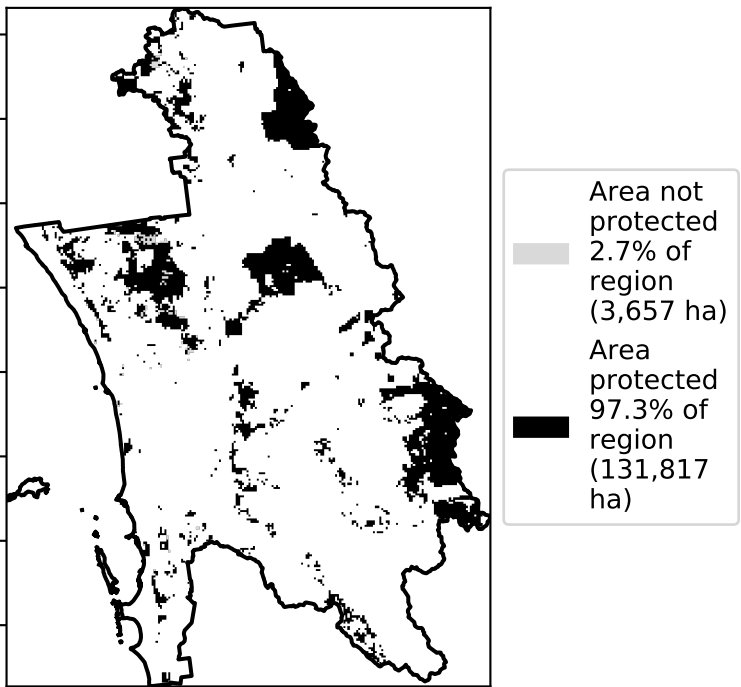 Area not
protected
2.7% of
region
(3,657 ha)
Area
protected
97.3% of
region
(131,817
ha)